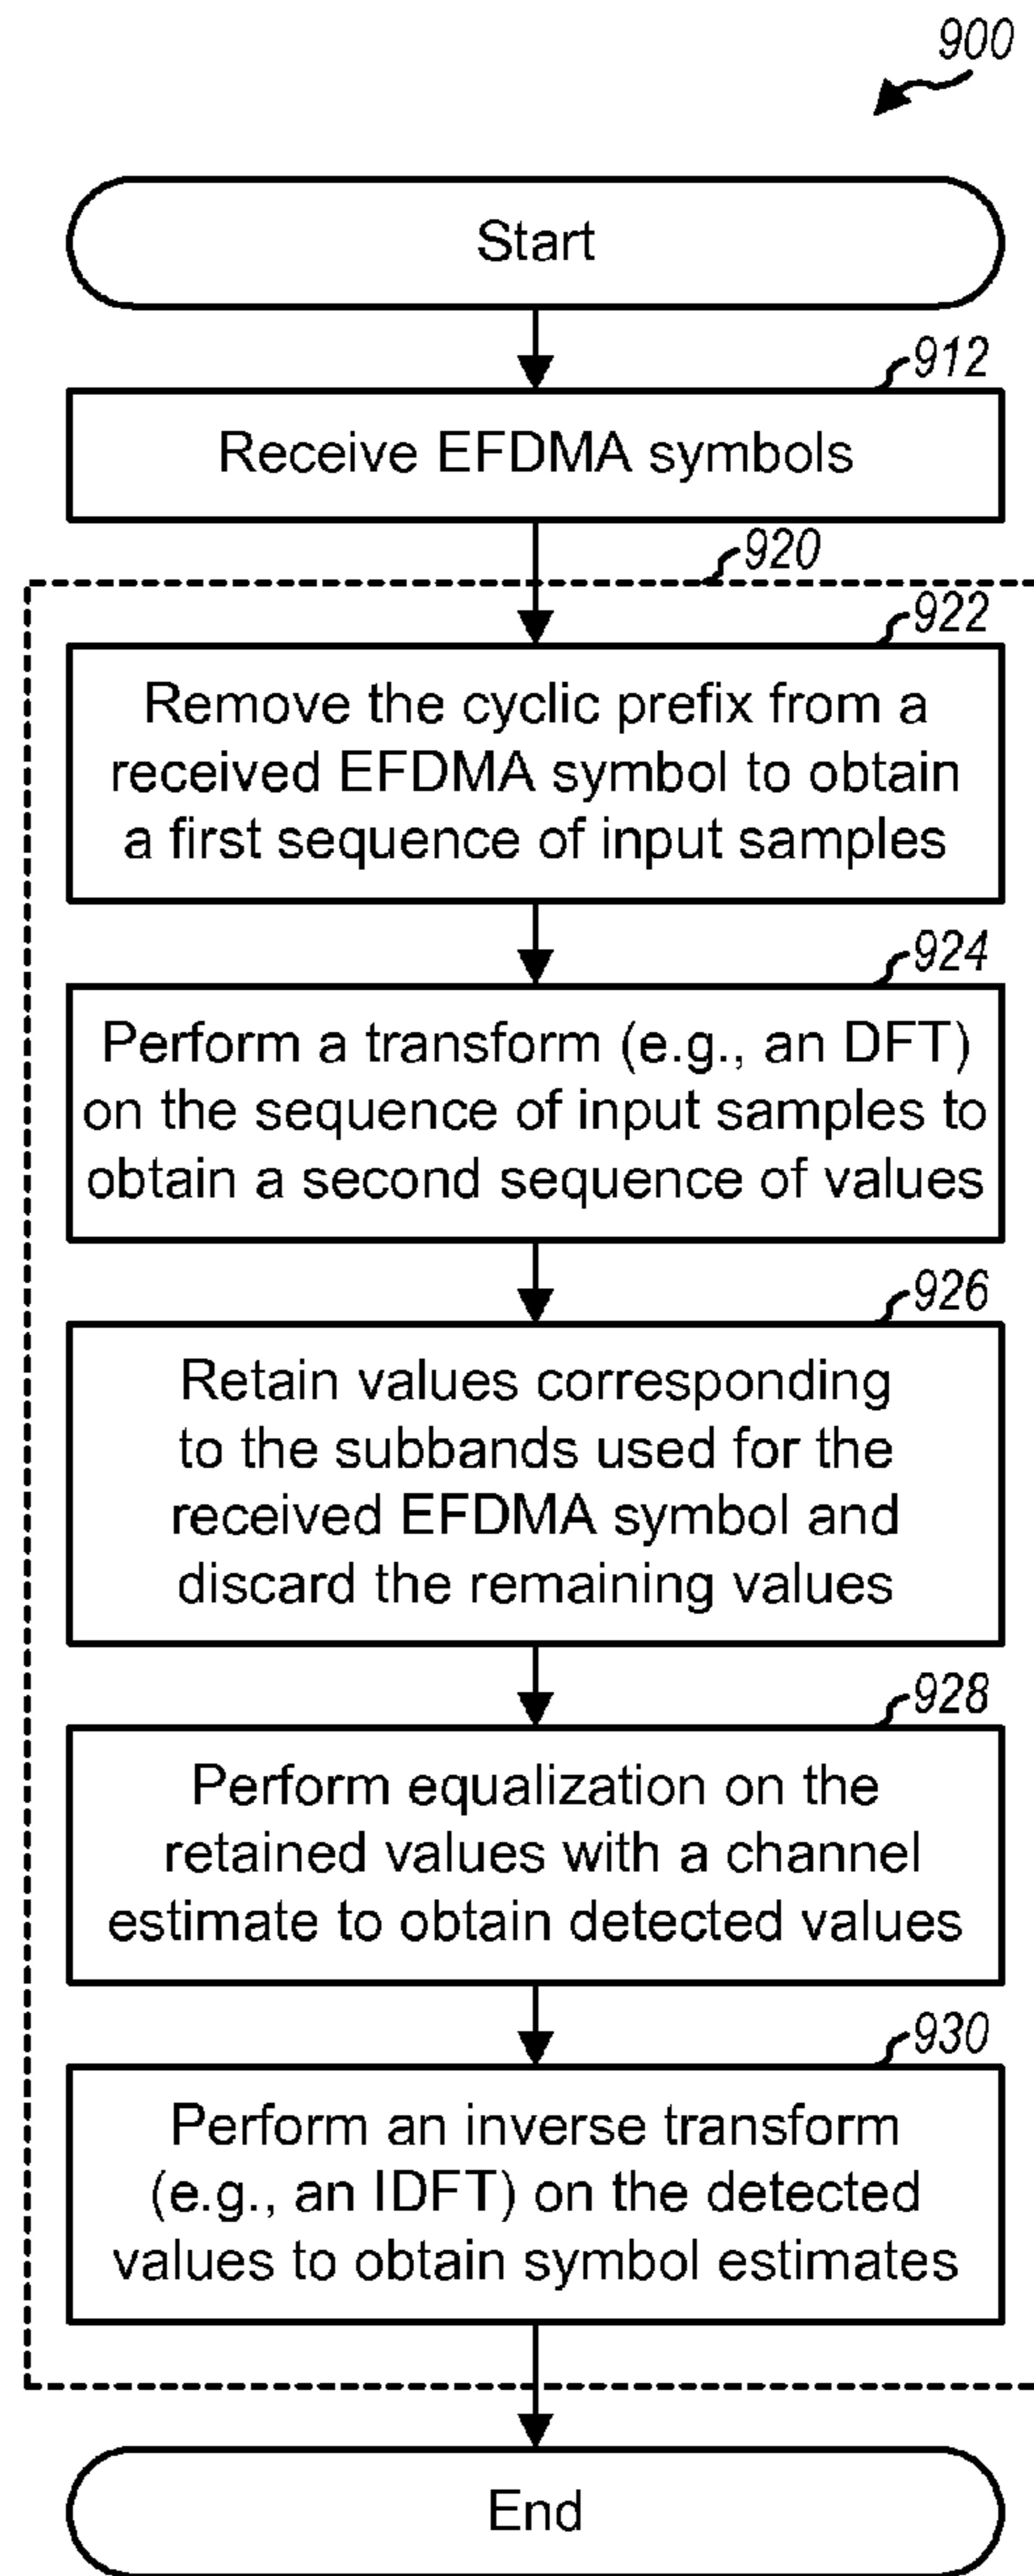 900
Start
912
Receive EFDMA symbols
920
922
Remove the cyclic prefix from a
received EFDMA symbol to obtain
a first sequence of input samples
924
Perform a transform (e.g., an DFT)
on the sequence of input samples to
obtain a second sequence of values
926
Retain values corresponding
to the subbands used for the
received EFDMA symbol and
discard the remaining values
928
Perform equalization on the
retained values with a channel
estimate to obtain detected values
930
Perform an inverse transform
(e.g., an IDFT) on the detected
values to obtain symbol estimates
End